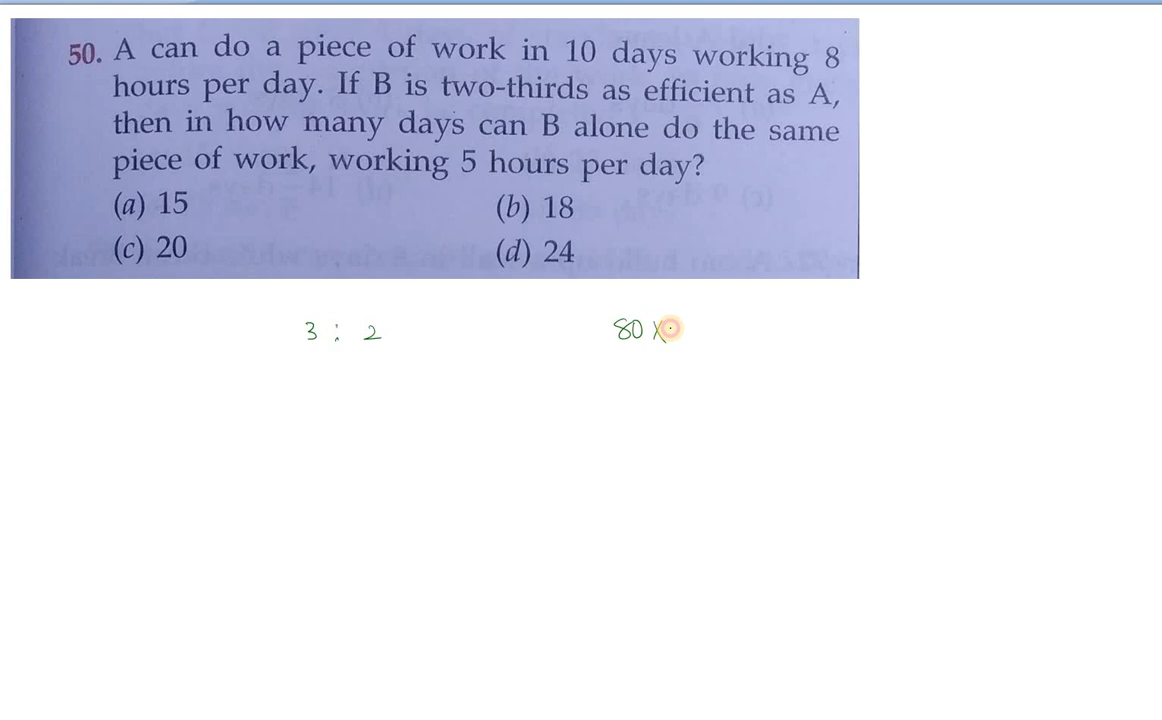 50. A can do a piece of work in 10 days working 8
hours per day. If B is two-thirds as efficient as A,
then in how many days can B alone do the same
piece of work, working 5 hours per day?
(a) 15 (b) 18
(c) 20 (d) 24
3 : 2 80 ×